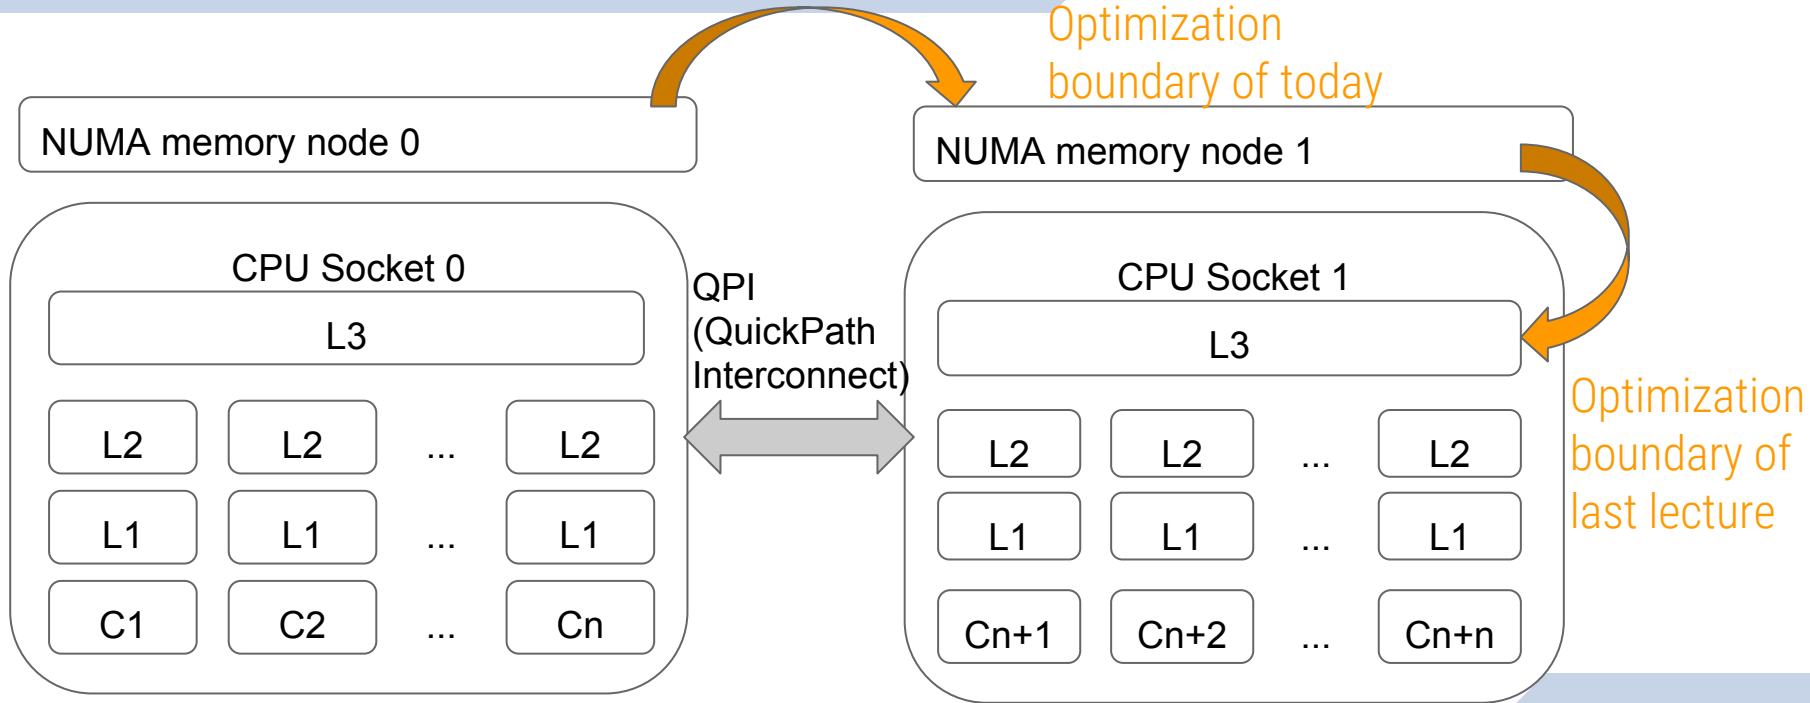 Optimization
boundary of today
NUMA memory node 0
NUMA memory node 1
CPU Socket 0
L3
L2 L2 ... L2
L1 L1 ... L1
C1 C2 ... Cn
QPI
(QuickPath
Interconnect)
CPU Socket 1
L3
L2 L2 ... L2
L1 L1 ... L1
Cn+1 Cn+2 ... Cn+n
Optimization
boundary of
last lecture